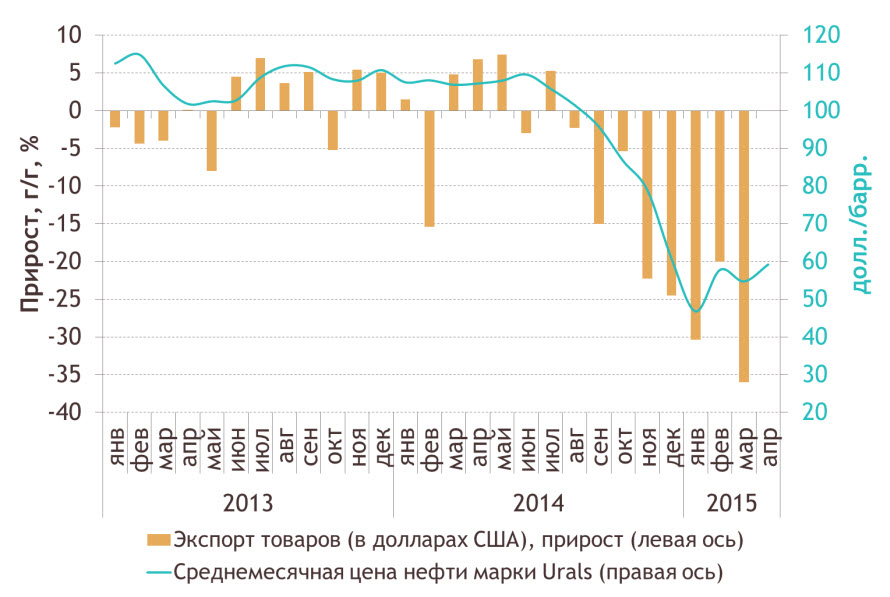 10
5
0
-5
-10
-15
-20
-25
-30
-35
-40
Прирост, г/г, %
120
110
100
90
80
70
60
50
40
30
20
долл./барр.
янв
фев
мар
апр
май
июн
июл
авг
сен
окт
ноя
дек
янв
фев
мар
апр
май
июн
июл
авг
сен
окт
ноя
дек
янв
фев
мар
апр
2013 2014 2015
Экспорт товаров (в долларах США), прирост (левая ось)
Среднемесячная цена нефти марки Urals (правая ось)